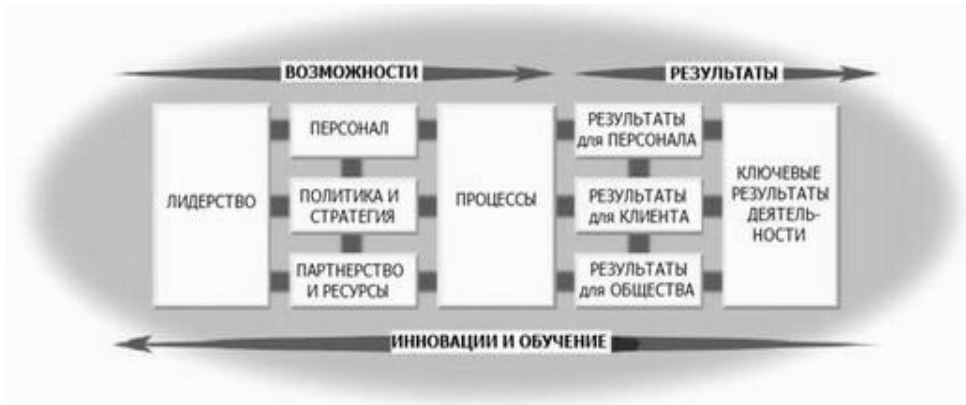 ВОЗМОЖНОСТИ
РЕЗУЛЬТАТЫ
ЛИДЕРСТВО
ПЕРСОНАЛ
ПОЛИТИКА И
СТРАТЕГИЯ
ПАРТНЕРСТВО
И РЕСУРСЫ
ПРОЦЕССЫ
РЕЗУЛЬТАТЫ
для ПЕРСОНАЛА
РЕЗУЛЬТАТЫ
для КЛИЕНТА
РЕЗУЛЬТАТЫ
для ОБЩЕСТВА
КЛЮЧЕВЫЕ
РЕЗУЛЬТАТЫ
ДЕЯТЕЛЬ-
НОСТИ
ИННОВАЦИИ И ОБУЧЕНИЕ